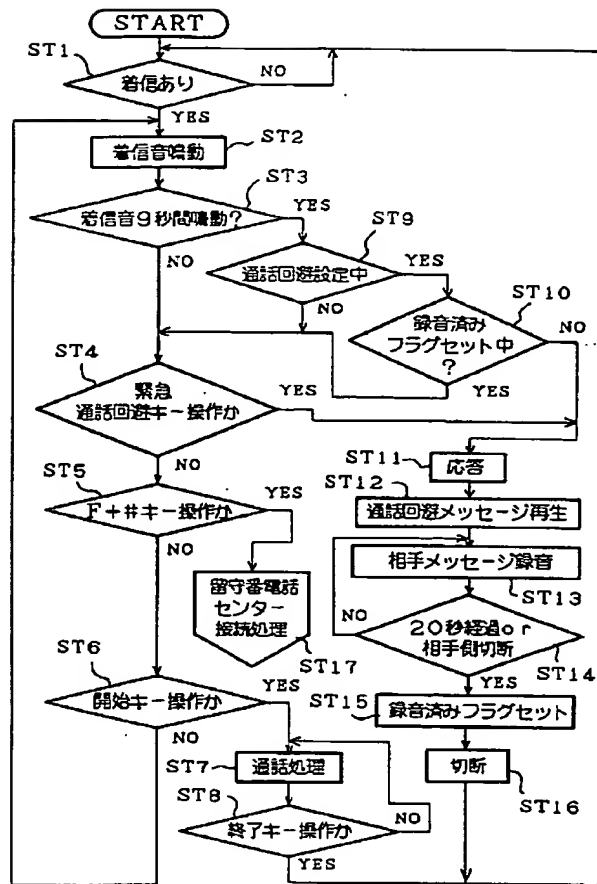 START
ST1
着信あり
NO
YES
ST2
着信音鳴動
ST3
着信音9秒間鳴動?
YES
NO
ST9
通話回避設定中
YES
NO
ST10
録音済み
フラグセット中
?
NO
YES
ST4
緊急
通話回避キー操作か
YES
NO
ST5
F+#キー操作か
YES
NO
留守番電話
センター
接続処理
ST17
ST11
応答
ST12
通話回避メッセージ再生
相手メッセージ録音
ST13
NO
20秒経過or
相手側切断
ST14
YES
ST15
録音済みフラグセット
切断
ST16
ST6
開始キー操作か
YES
NO
ST7
通話処理
ST8
終了キー操作か
NO
YES